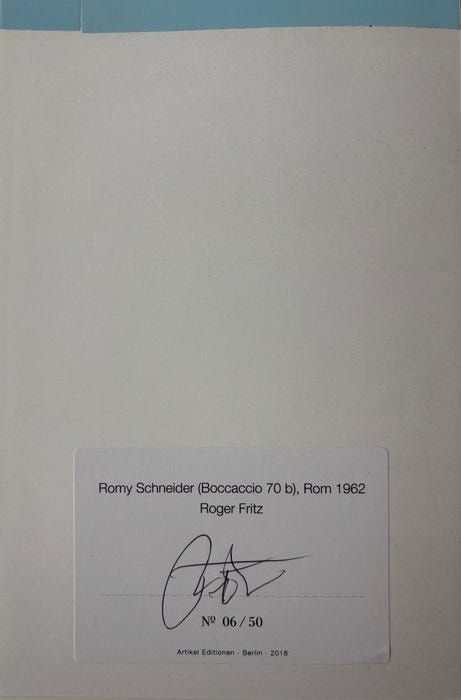 Romy Schneider (Boccaccio 70 b), Rom 1962
Roger Fritz
Nº 06 / 50
Artikel Editionen · Berlin · 2018